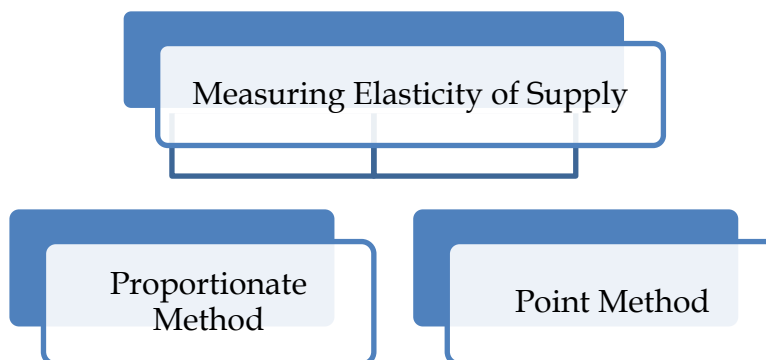 Measuring Elasticity of Supply
Proportionate
Method
Point Method